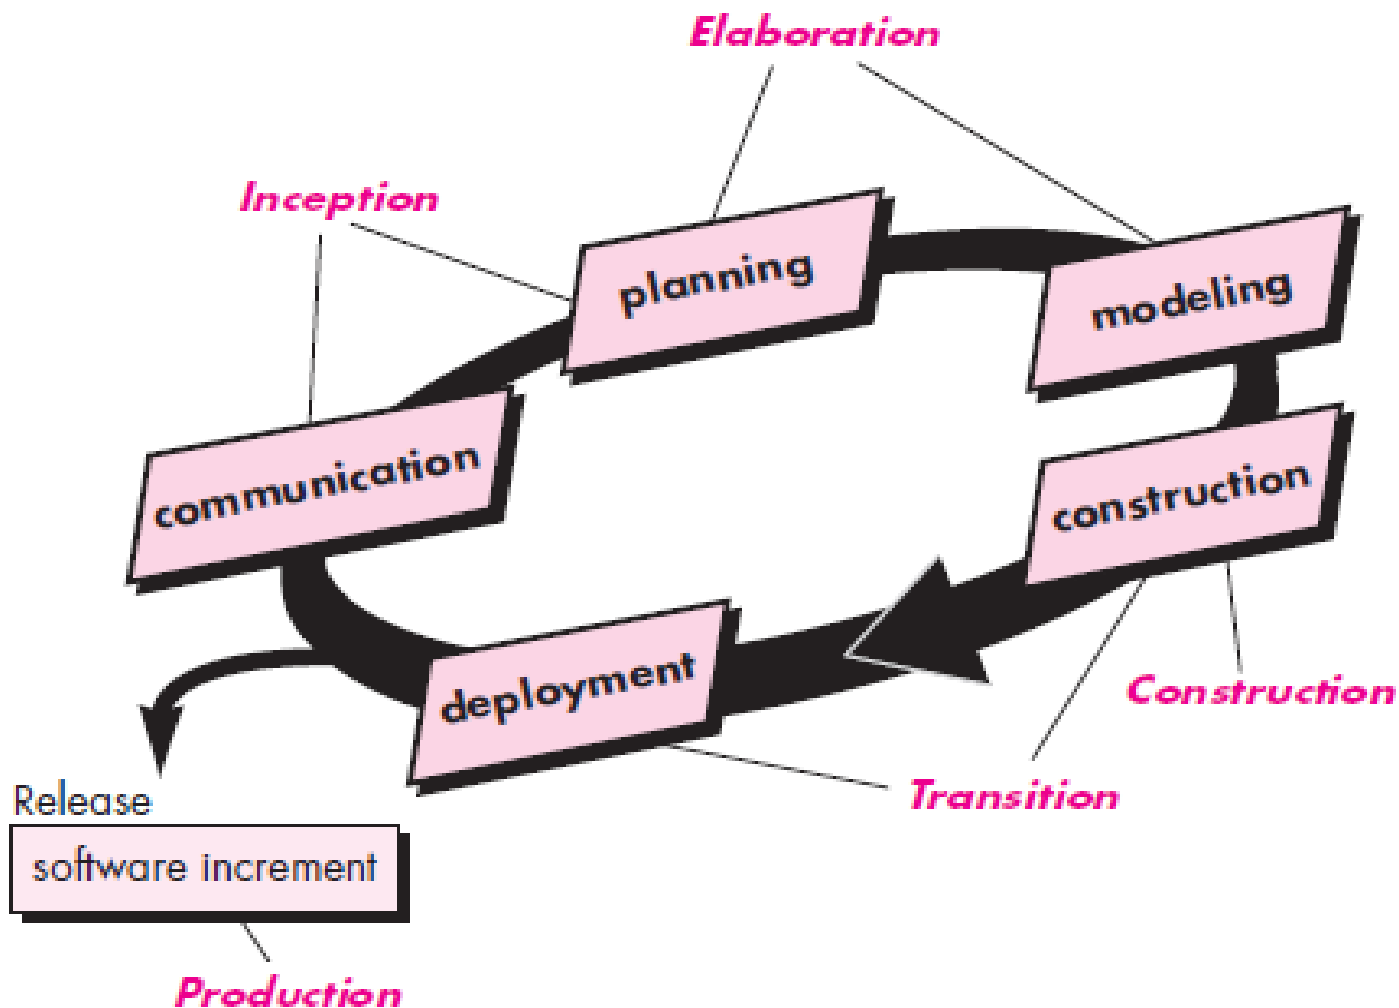 Elaboration
Inception
planning
modeling
communication
construction
deployment
Construction
Transition
Release
software increment
Production